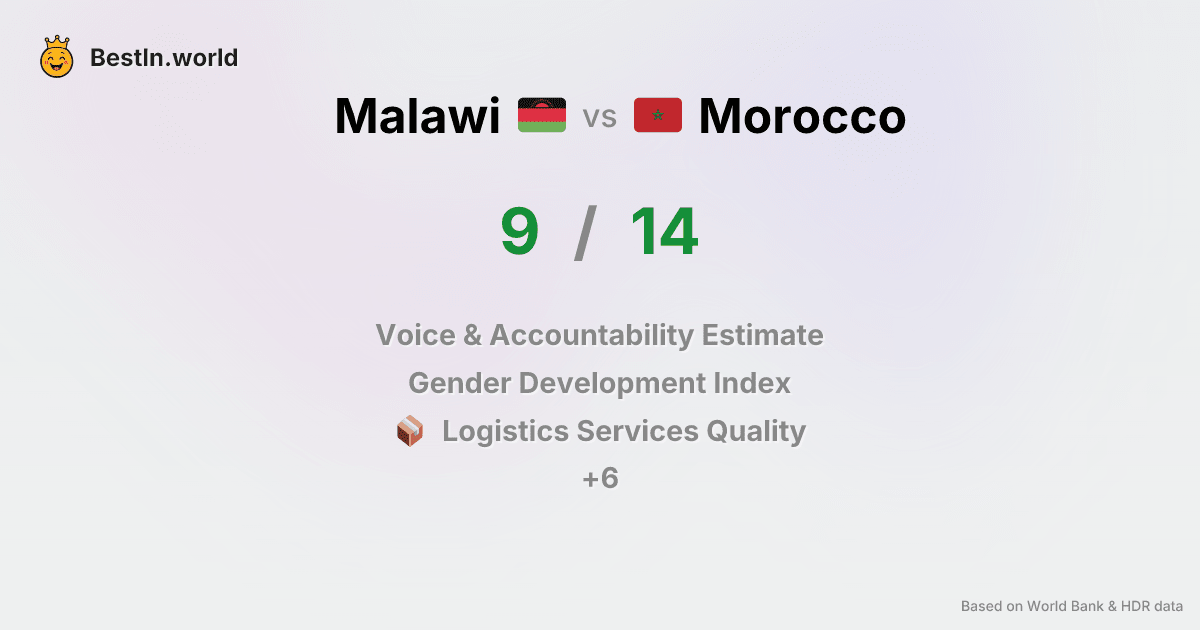 BestIn.world
Malawi vs Morocco
9 / 14
Voice & Accountability Estimate
Gender Development Index
Logistics Services Quality
+6
Based on World Bank & HDR data